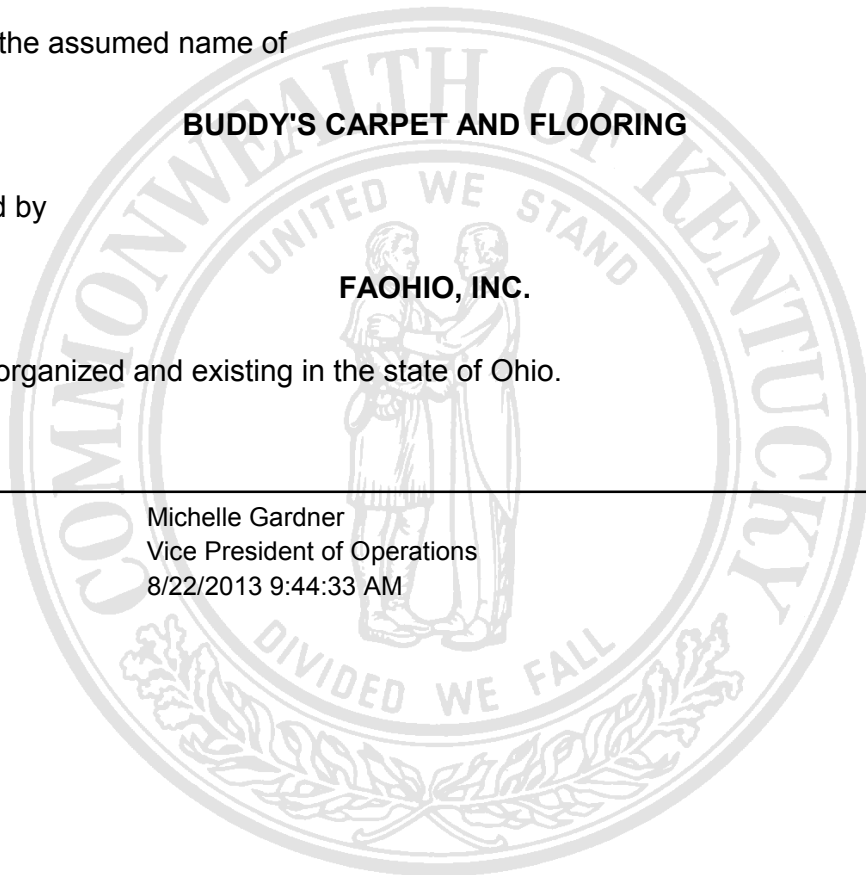 the assumed name of
BUDDY'S CARPET AND FLOORING
d by
FAOHIO, INC.
organized and existing in the state of Ohio.
Michelle Gardner
Vice President of Operations
8/22/2013 9:44:33 AM
COMMONWEALTH OF KENTUCKY
UNITED WE STAND
DIVIDED WE FALL